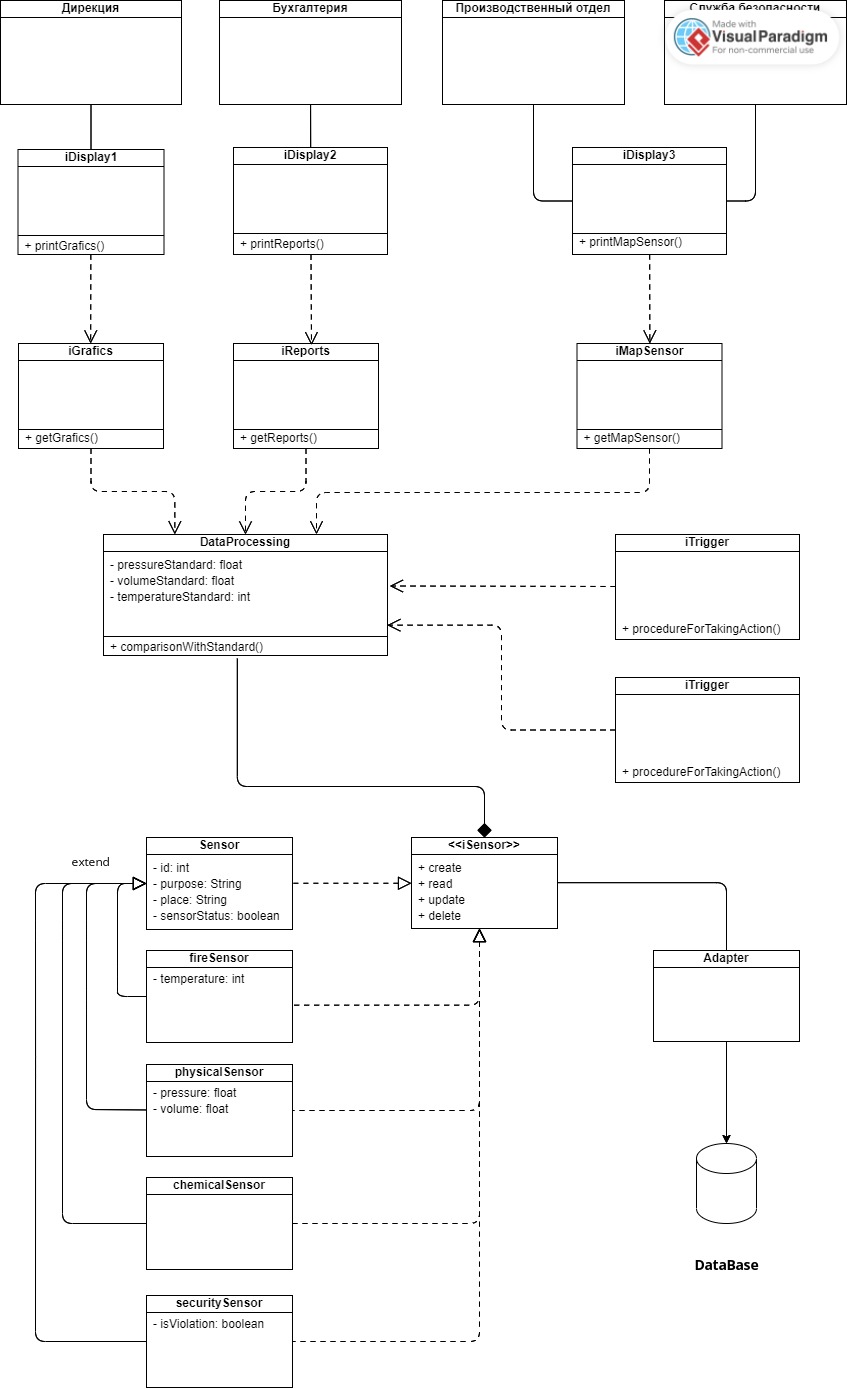 Дирекция
Бухгалтерия
Производственный отдел
Служба безопасности
Made with
VisualParadigm
For non-commercial use
iDisplay1
+ printGrafics()
iDisplay2
+ printReports()
iDisplay3
+ printMapSensor()
iGrafics
+ getGrafics()
iReports
+ getReports()
iMapSensor
+ getMapSensor()
DataProcessing
- pressureStandard: float
- volumeStandard: float
- temperatureStandard: int
+ comparisonWithStandard()
iTrigger
+ procedureForTakingAction()
iTrigger
+ procedureForTakingAction()
extend
Sensor
- id: int
- purpose: String
- place: String
- sensorStatus: boolean
<<iSensor>>
+ create
+ read
+ update
+ delete
fireSensor
- temperature: int
Adapter
physicalSensor
- pressure: float
- volume: float
chemicalSensor
DataBase
securitySensor
- isViolation: boolean